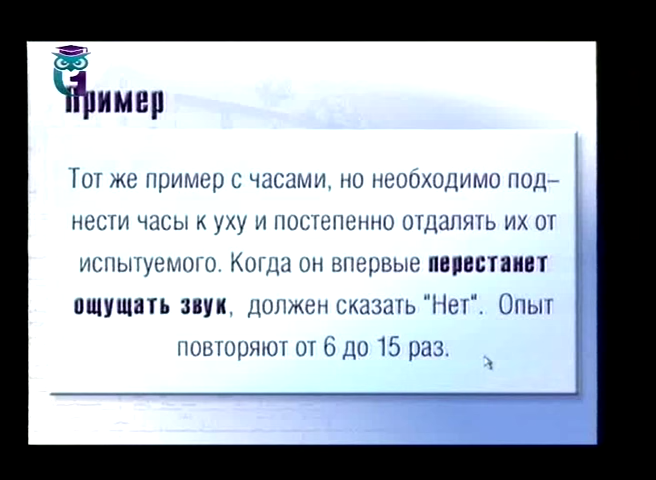 Пример
Тот же пример с часами, но необходимо под–
нести часы к уху и постепенно отдалять их от
испытуемого. Когда он впервые перестанет
ощущать звук, должен сказать "Нет". Опыт
повторяют от 6 до 15 раз.